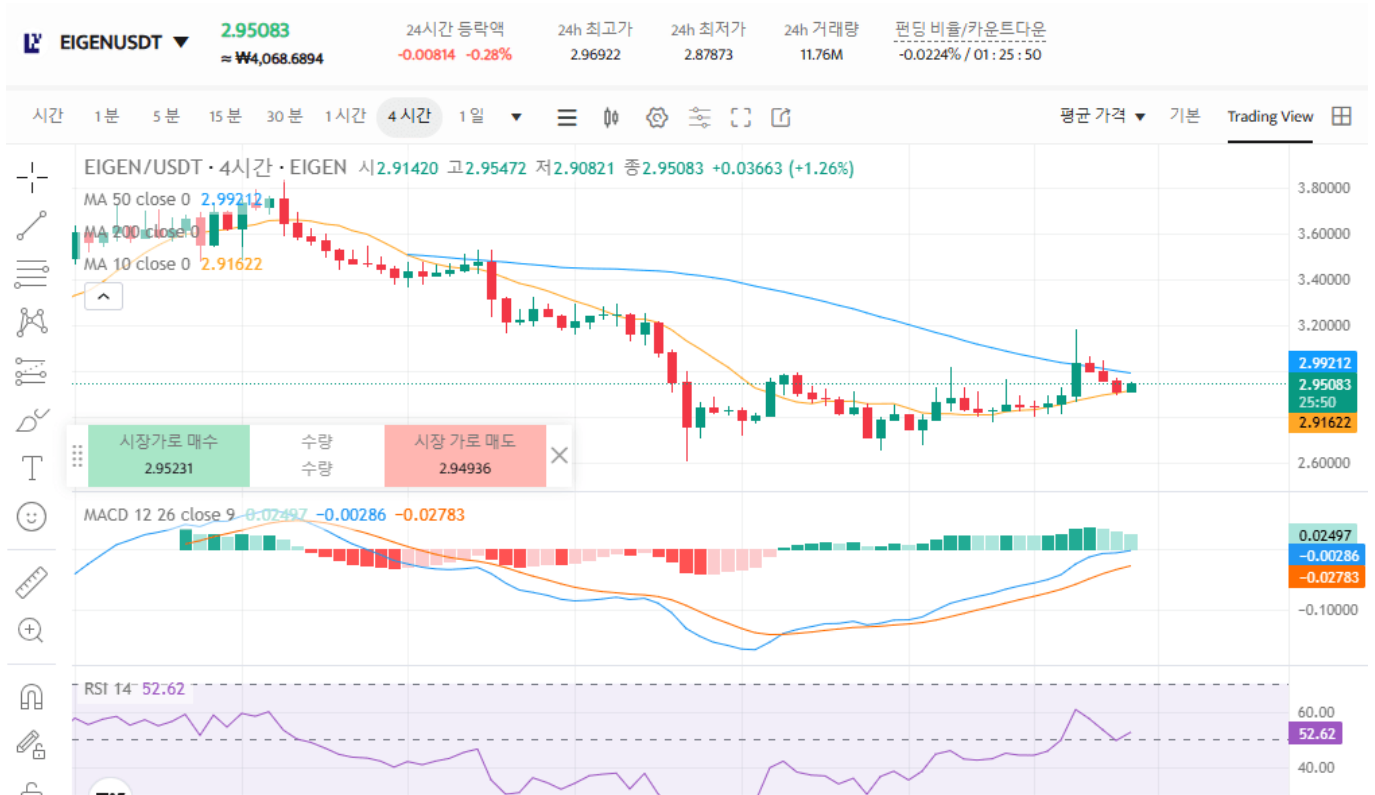 EIGENUSDT ▼
2.95083
≈ ₩4,068.6894
24시간 등락액
-0.00814 -0.28%
24h 최고가
2.96922
24h 최저가
2.87873
24h 거래량
11.76M
펀딩 비율/카운트다운
-0.0224% / 01 : 25 : 50
시간 1 분 5 분 15 분 30 분 1 시간 4 시간 1 일 ▼
평균 가격 ▼ 기본 Trading View
EIGEN/USDT · 4시간 · EIGEN 시2.91420 고2.95472 저2.90821 종2.95083 +0.03663 (+1.26%)
MA 50 close 0 2.99212
MA 200 close 0
MA 10 close 0 2.91622
3.80000
3.60000
3.40000
3.20000
2.99212
2.95083
25:50
2.91622
2.60000
시장가로 매수
2.95231
수량
수량
시장 가로 매도
2.94936
MACD 12 26 close 9 0.02497 −0.00286 −0.02783
0.02497
−0.00286
−0.02783
−0.10000
RSI 14 52.62
60.00
52.62
40.00